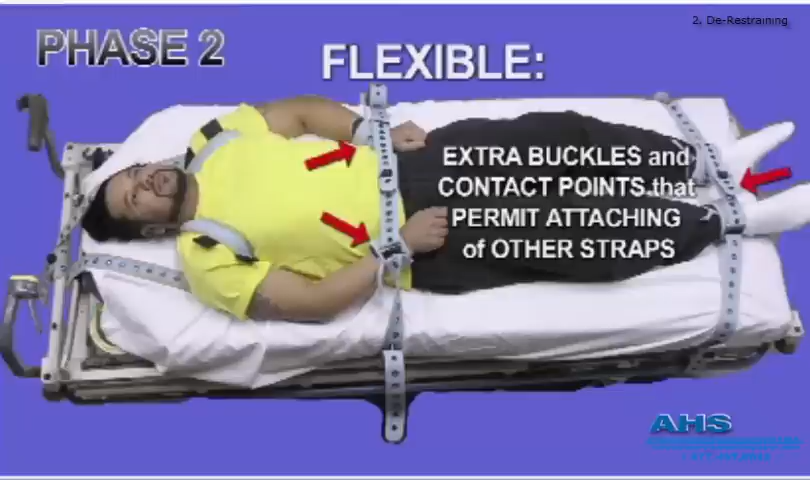 2. De-Restraining
PHASE 2
FLEXIBLE:
EXTRA BUCKLES and
CONTACT POINTS that
PERMIT ATTACHING
of OTHER STRAPS
AHS